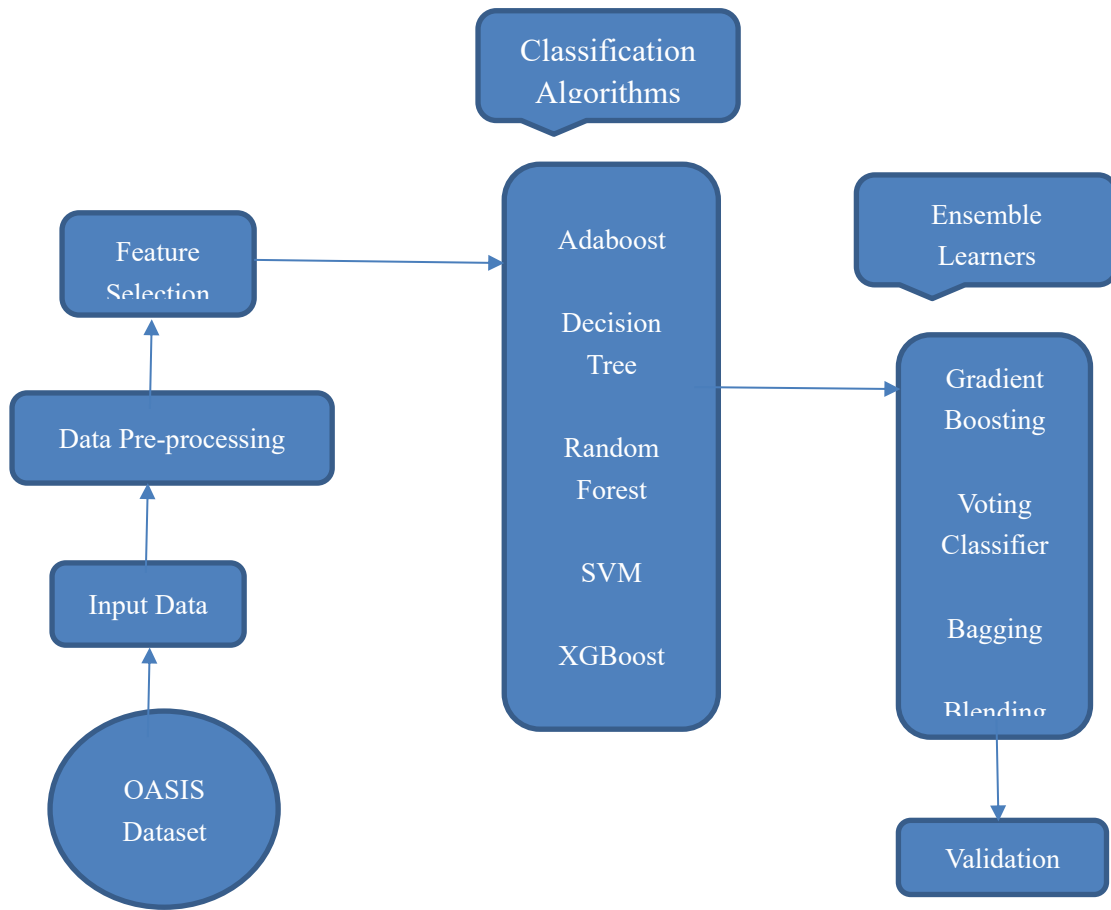 Classification
Algorithms
Feature
Selection
Data Pre-processing
Input Data
OASIS
Dataset
Adaboost
Decision
Tree
Random
Forest
SVM
XGBoost
Ensemble
Learners
Gradient
Boosting
Voting
Classifier
Bagging
Blending
Validation